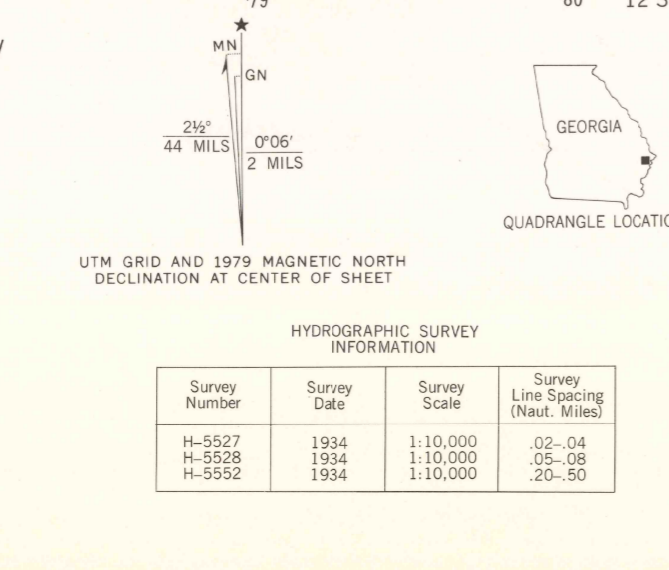 MN
GN
2½°
44 MILS
0°06′
2 MILS
UTM GRID AND 1979 MAGNETIC NORTH
DECLINATION AT CENTER OF SHEET
GEORGIA
QUADRANGLE
HYDROGRAPHIC SURVEY
INFORMATION
Survey Number
Survey Date
Survey Scale
Survey Line Spacing (Naut. Miles)
H–5527 1934 1:10,000 .02–.04
H–5528 1934 1:10,000 .05–.08
H–5552 1934 1:10,000 .20–.50